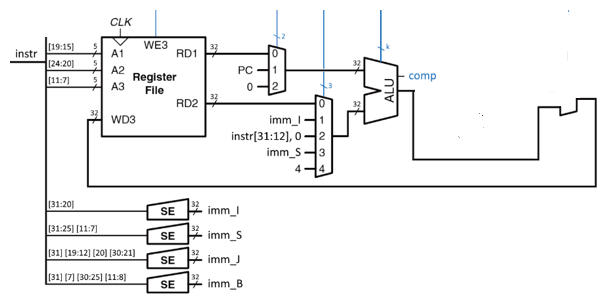 CLK
instr
[19:15] 5 A1 WE3 RD1 32
[24:20] 5 A2
[11:7] 5 A3
Register
File
RD2 32
32 WD3
2
0
PC 1
0 2
3
0
imm_I 1
instr[31:12], 0 2
imm_S 3
4 4
32
32
k
ALU
comp
[31:20] SE 32 imm_I
[31:25] [11:7] SE 32 imm_S
[31] [19:12] [20] [30:21] SE 32 imm_J
[31] [7] [30:25] [11:8] SE 32 imm_B